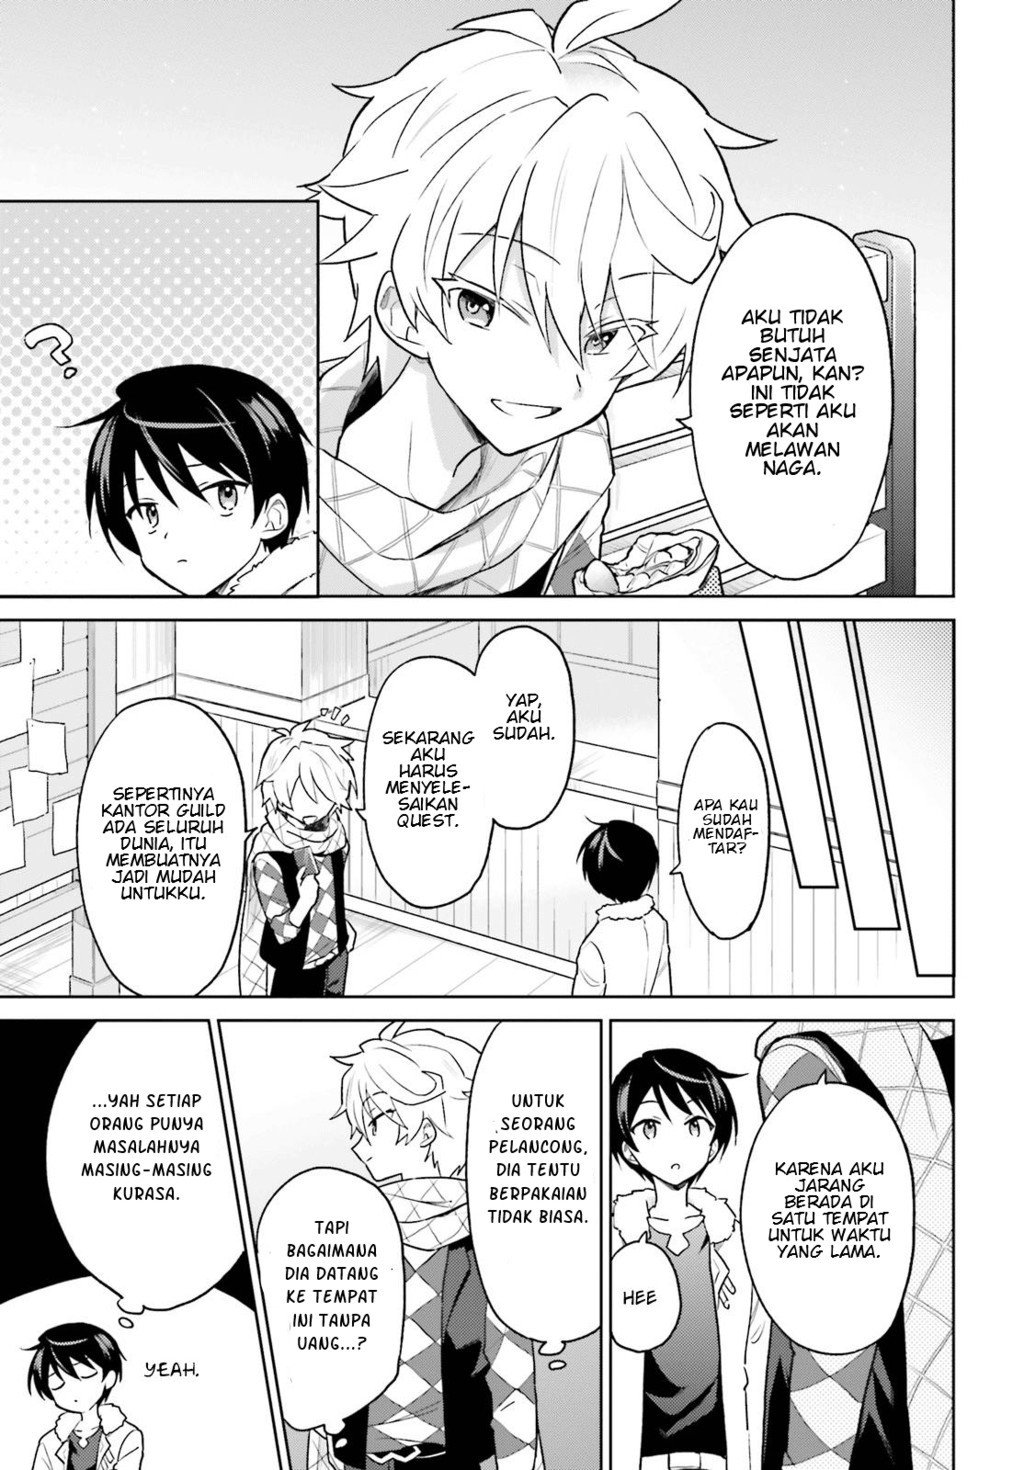 AKU TIDAK
BUTUH
SENJATA
APAPUN, KAN?
INI TIDAK
SEPERTI AKU
AKAN
MELAWAN
NAGA.
?
APA KAU
SUDAH
MENDAF-
TAR?
YAP,
AKU
SUDAH.
SEKARANG
AKU
HARUS
MENYELE-
SAIKAN
QUEST.
SEPERTINYA
KANTOR GUILD
ADA SELURUH
DUNIA, ITU
MEMBUATNYA
JADI MUDAH
UNTUKKU.
KARENA AKU
JARANG
BERADA DI
SATU TEMPAT
UNTUK WAKTU
YANG LAMA.
HEE
UNTUK
SEORANG
PELANCONG,
DIA TENTU
BERPAKAIAN
TIDAK BIASA.
TAPI
BAGAIMANA
DIA DATANG
KE TEMPAT
INI TANPA
UANG...?
...YAH SETIAP
ORANG PUNYA
MASALAHNYA
MASING-MASING
KURASA.
YEAH.